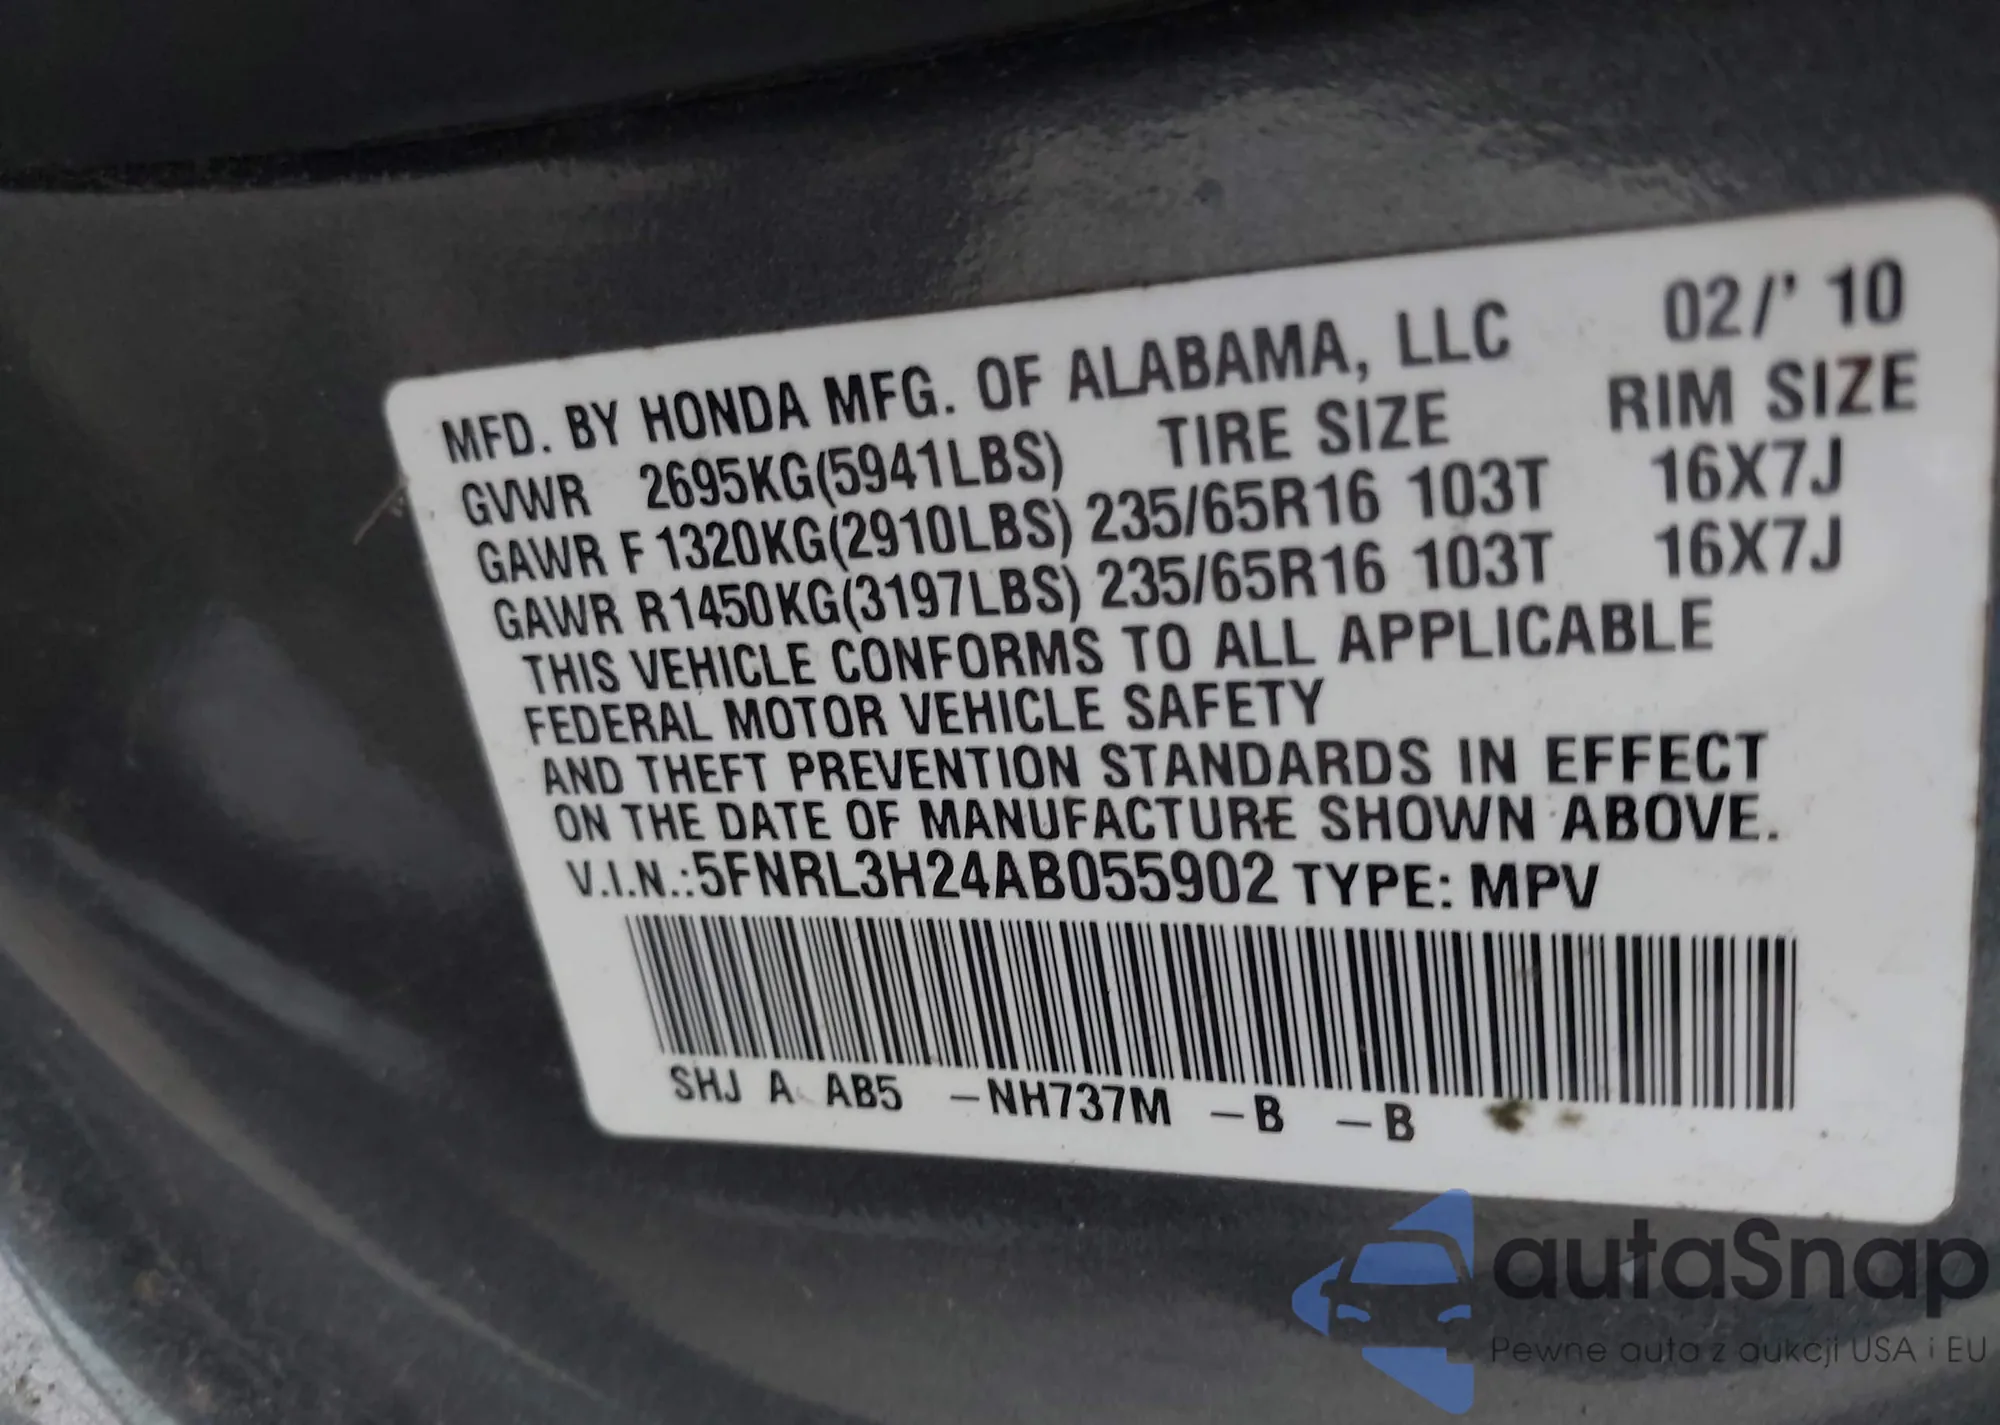 MFD. BY HONDA MFG. OF ALABAMA, LLC 02/' 10
GVWR 2695KG(5941LBS) TIRE SIZE RIM SIZE
GAWR F 1320KG(2910LBS) 235/65R16 103T 16X7J
GAWR R1450KG(3197LBS) 235/65R16 103T 16X7J
THIS VEHICLE CONFORMS TO ALL APPLICABLE
FEDERAL MOTOR VEHICLE SAFETY
AND THEFT PREVENTION STANDARDS IN EFFECT
ON THE DATE OF MANUFACTURE SHOWN ABOVE.
V.I.N.:5FNRL3H24AB055902 TYPE: MPV
SHJ A AB5 -NH737M -B -B
autaSnap
Pewne auta z aukcji USA i EU